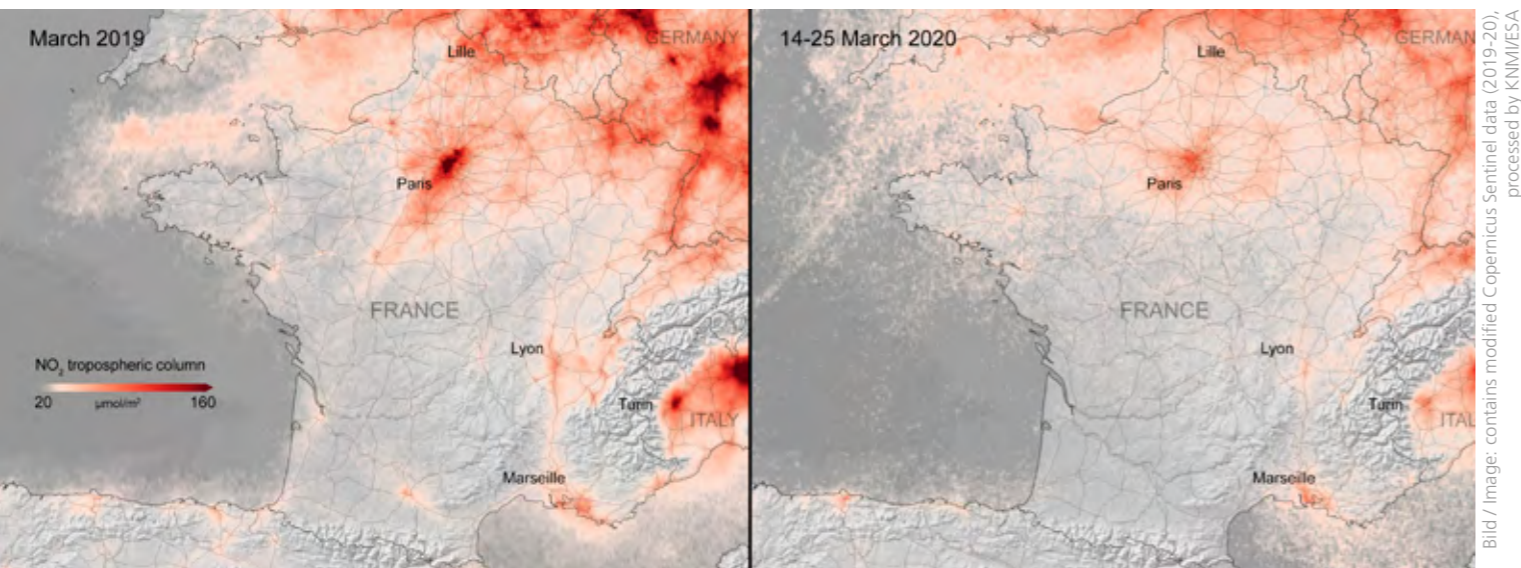 March 2019
Lille
GERMANY
Paris
FRANCE
Lyon
NO₂ tropospheric column
20 µmol/m² 160
Turin
ITALY
Marseille
14-25 March 2020
Lille
GERMAN
Paris
FRANCE
Lyon
Turin
ITAL
Marseille
Bild / Image: contains modified Copernicus Sentinel data (2019-20),
processed by KNMI/ESA